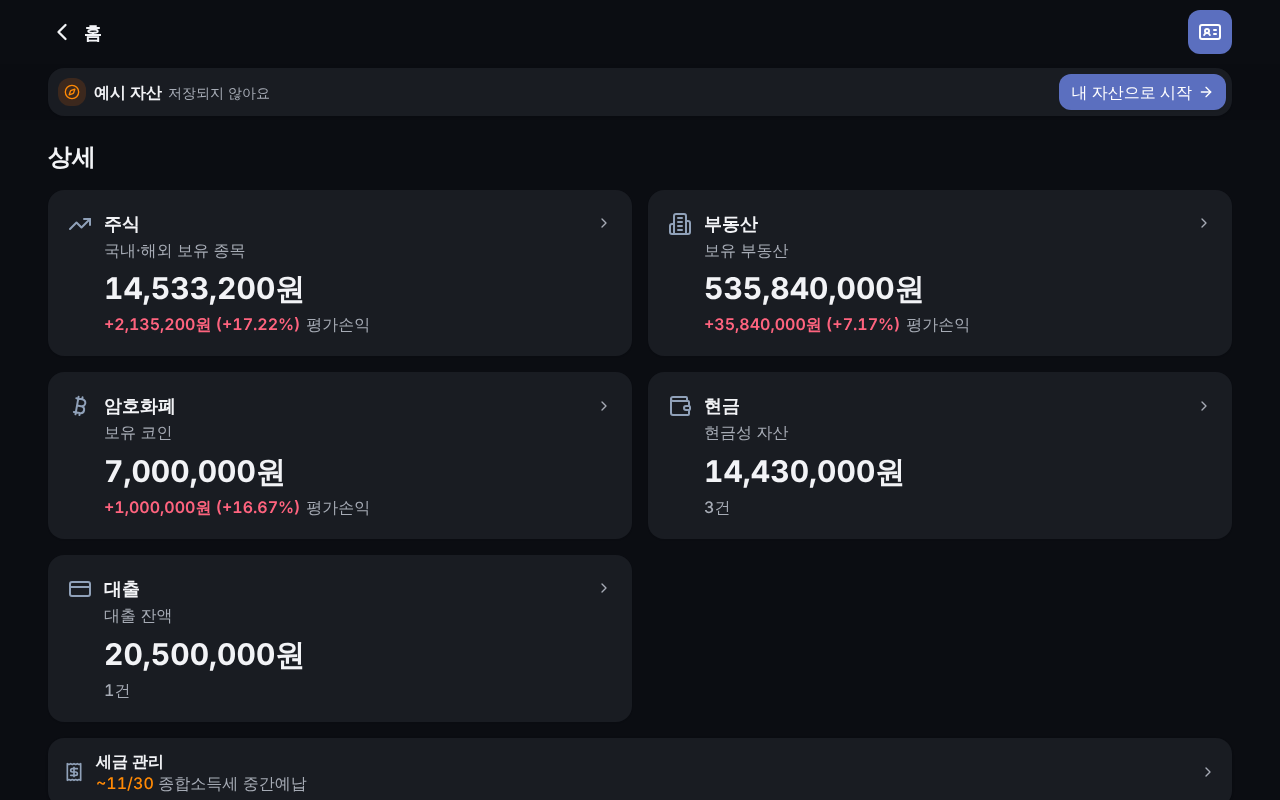 홈
예시 자산 저장되지 않아요
내 자산으로 시작
상세
주식
국내·해외 보유 종목
14,533,200원
+2,135,200원 (+17.22%) 평가손익
부동산
보유 부동산
535,840,000원
+35,840,000원 (+7.17%) 평가손익
암호화폐
보유 코인
7,000,000원
+1,000,000원 (+16.67%) 평가손익
현금
현금성 자산
14,430,000원
3건
대출
대출 잔액
20,500,000원
1건
세금 관리
~11/30 종합소득세 중간예납